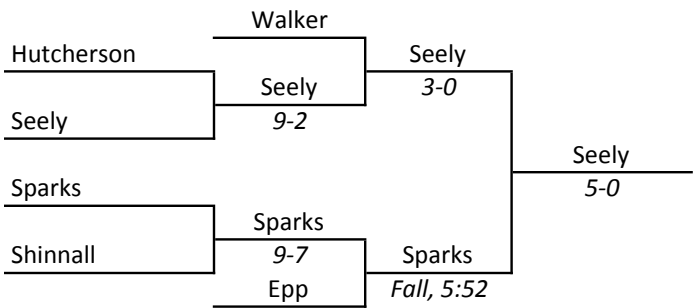 Walker
Hutcherson
Seely
3-0
Seely
9-2
Seely
Seely
5-0
Sparks
Sparks
9-7
Shinnall
Sparks
Fall, 5:52
Epp